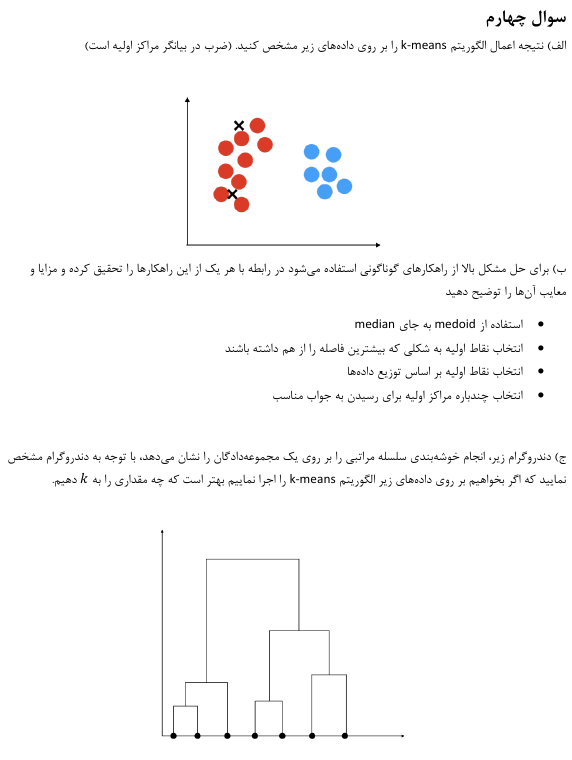 سوال چهارم
الف) نتیجه اعمال الگوریتم k-means را بر روی داده‌های زیر مشخص کنید. (ضرب در بیانگر مراکز اولیه است)
ب) برای حل مشکل بالا از راهکارهای گوناگونی استفاده می‌شود در رابطه با هر یک از این راهکارها را تحقیق کرده و مزایا و
معایب آن‌ها را توضیح دهید
• استفاده از medoid به جای median
• انتخاب نقاط اولیه به شکلی که بیشترین فاصله را از هم داشته باشند
• انتخاب نقاط اولیه بر اساس توزیع داده‌ها
• انتخاب چندباره مراکز اولیه برای رسیدن به جواب مناسب
ج) دندروگرام زیر، انجام خوشه‌بندی سلسله مراتبی را بر روی یک مجموعه‌دادگان را نشان می‌دهد، با توجه به دندروگرام مشخص
نمایید که اگر بخواهیم بر روی داده‌های زیر الگوریتم k-means را اجرا نماییم بهتر است که چه مقداری را به k دهیم.